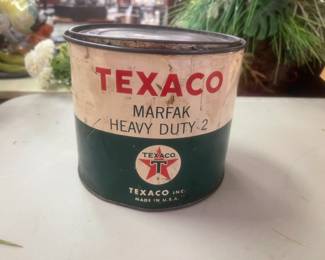 TEXACO
MARFAK
HEAVY DUTY 2
TEXACO
T
TEXACO INC.
MADE IN U.S.A.